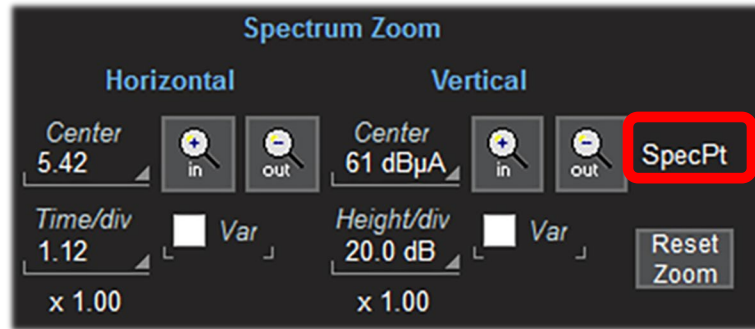 Spectrum Zoom
Horizontal
Vertical
Center
5.42
in
out
Center
61 dBµA
in
out
SpecPt
Time/div
1.12
Var
Height/div
20.0 dB
Var
Reset
Zoom
x 1.00
x 1.00